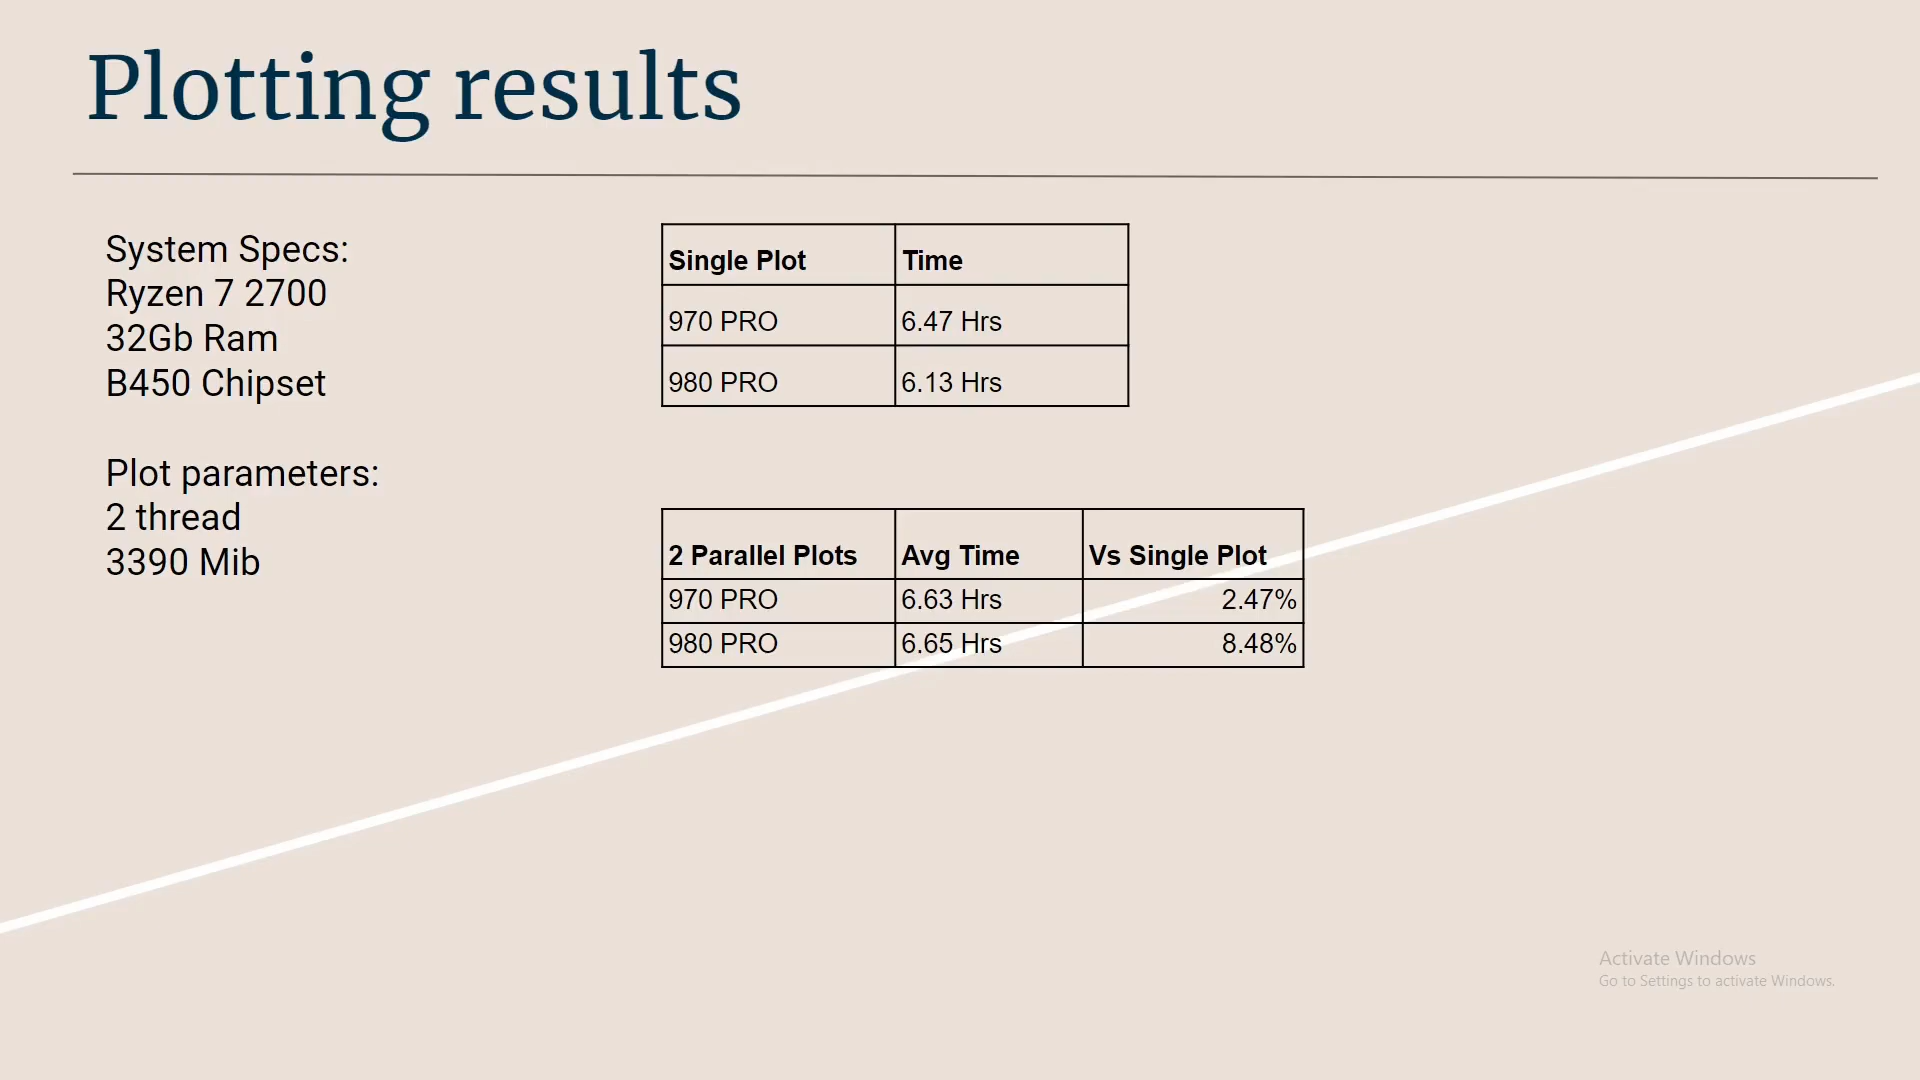 Plotting results
System Specs:
Ryzen 7 2700
32Gb Ram
B450 Chipset
Plot parameters:
2 thread
3390 Mib
Single Plot Time
970 PRO 6.47 Hrs
980 PRO 6.13 Hrs
2 Parallel Plots Avg Time Vs Single Plot
970 PRO 6.63 Hrs 2.47%
980 PRO 6.65 Hrs 8.48%
Activate Windows
Go to Settings to activate Windows.